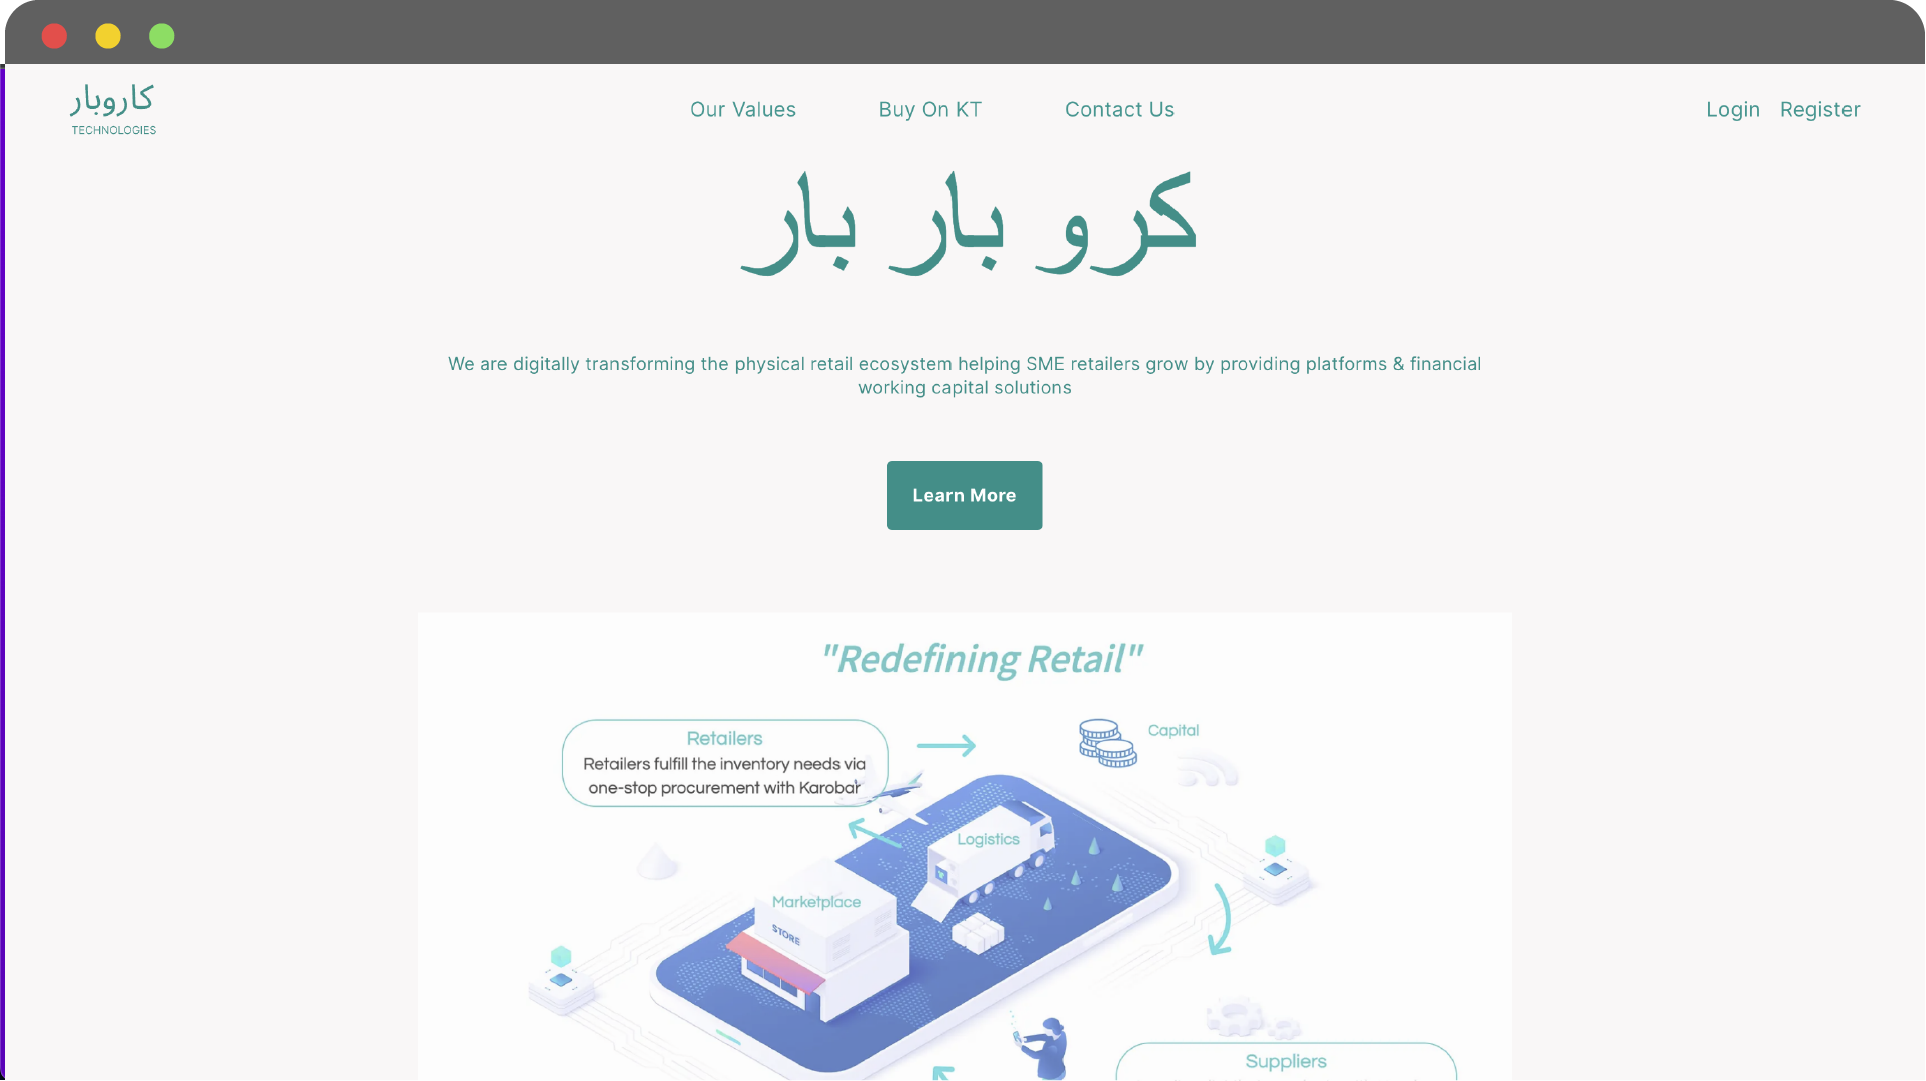 کاروبار
TECHNOLOGIES
Our Values
Buy On KT
Contact Us
Login
Register
کرو بار بار
We are digitally transforming the physical retail ecosystem helping SME retailers grow by providing platforms & financial
working capital solutions
Learn More
"Redefining Retail"
Retailers
Retailers fulfill the inventory needs via
one-stop procurement with Karobar
Capital
Logistics
Marketplace
STORE
Suppliers